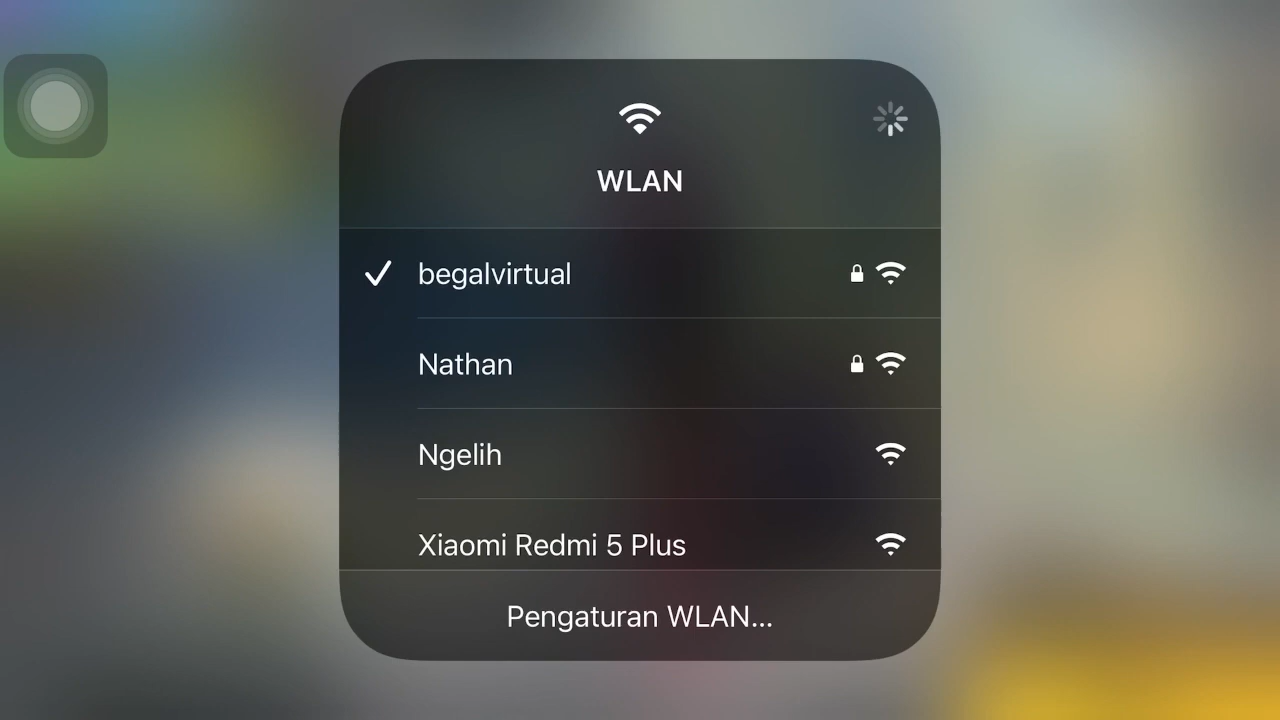 WLAN
begalvirtual
Nathan
Ngelih
Xiaomi Redmi 5 Plus
Pengaturan WLAN...